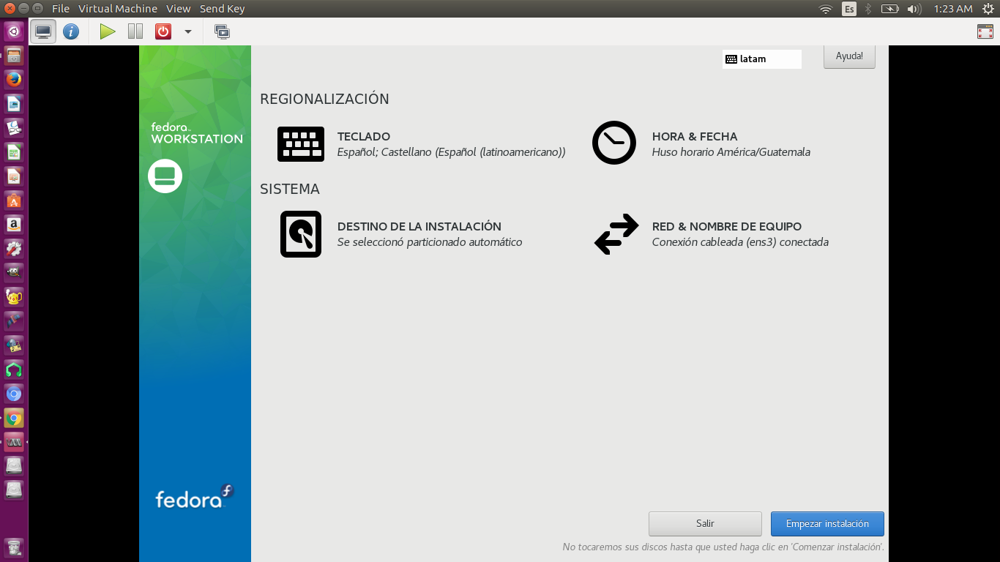 File Virtual Machine View Send Key
Es 1:23 AM
latam
Ayuda!
REGIONALIZACIÓN
fedora™
WORKSTATION
TECLADO
Español; Castellano (Español (latinoamericano))
HORA & FECHA
Huso horario América/Guatemala
SISTEMA
DESTINO DE LA INSTALACIÓN
Se seleccionó particionado automático
RED & NOMBRE DE EQUIPO
Conexión cableada (ens3) conectada
fedora
Salir
Empezar instalación
No tocaremos sus discos hasta que usted haga clic en 'Comenzar instalación'.